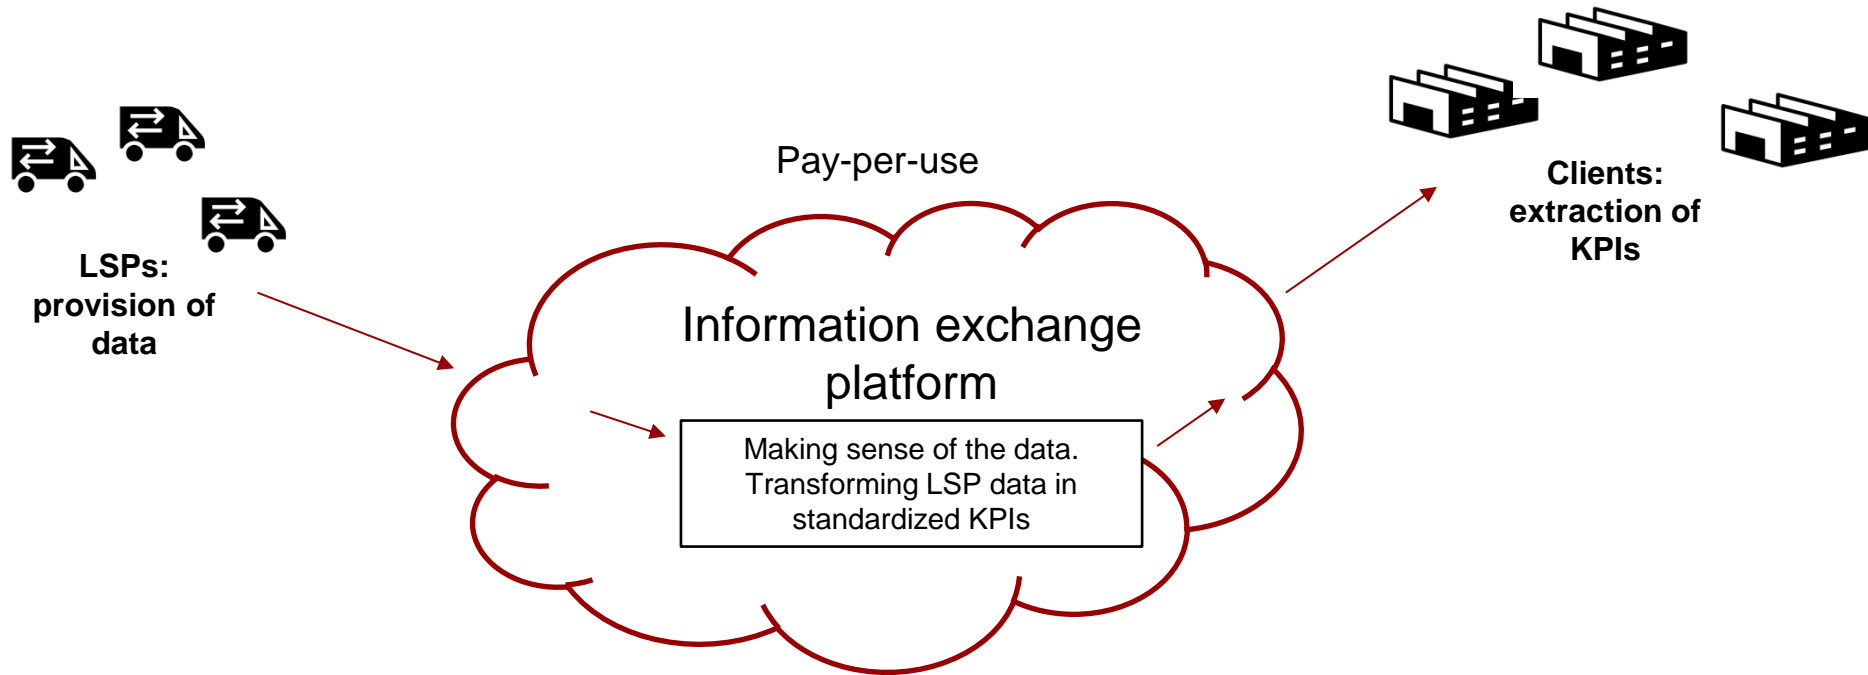 LSPs:
provision of
data
Pay-per-use
Information exchange
platform
Making sense of the data.
Transforming LSP data in
standardized KPIs
Clients:
extraction of
KPIs